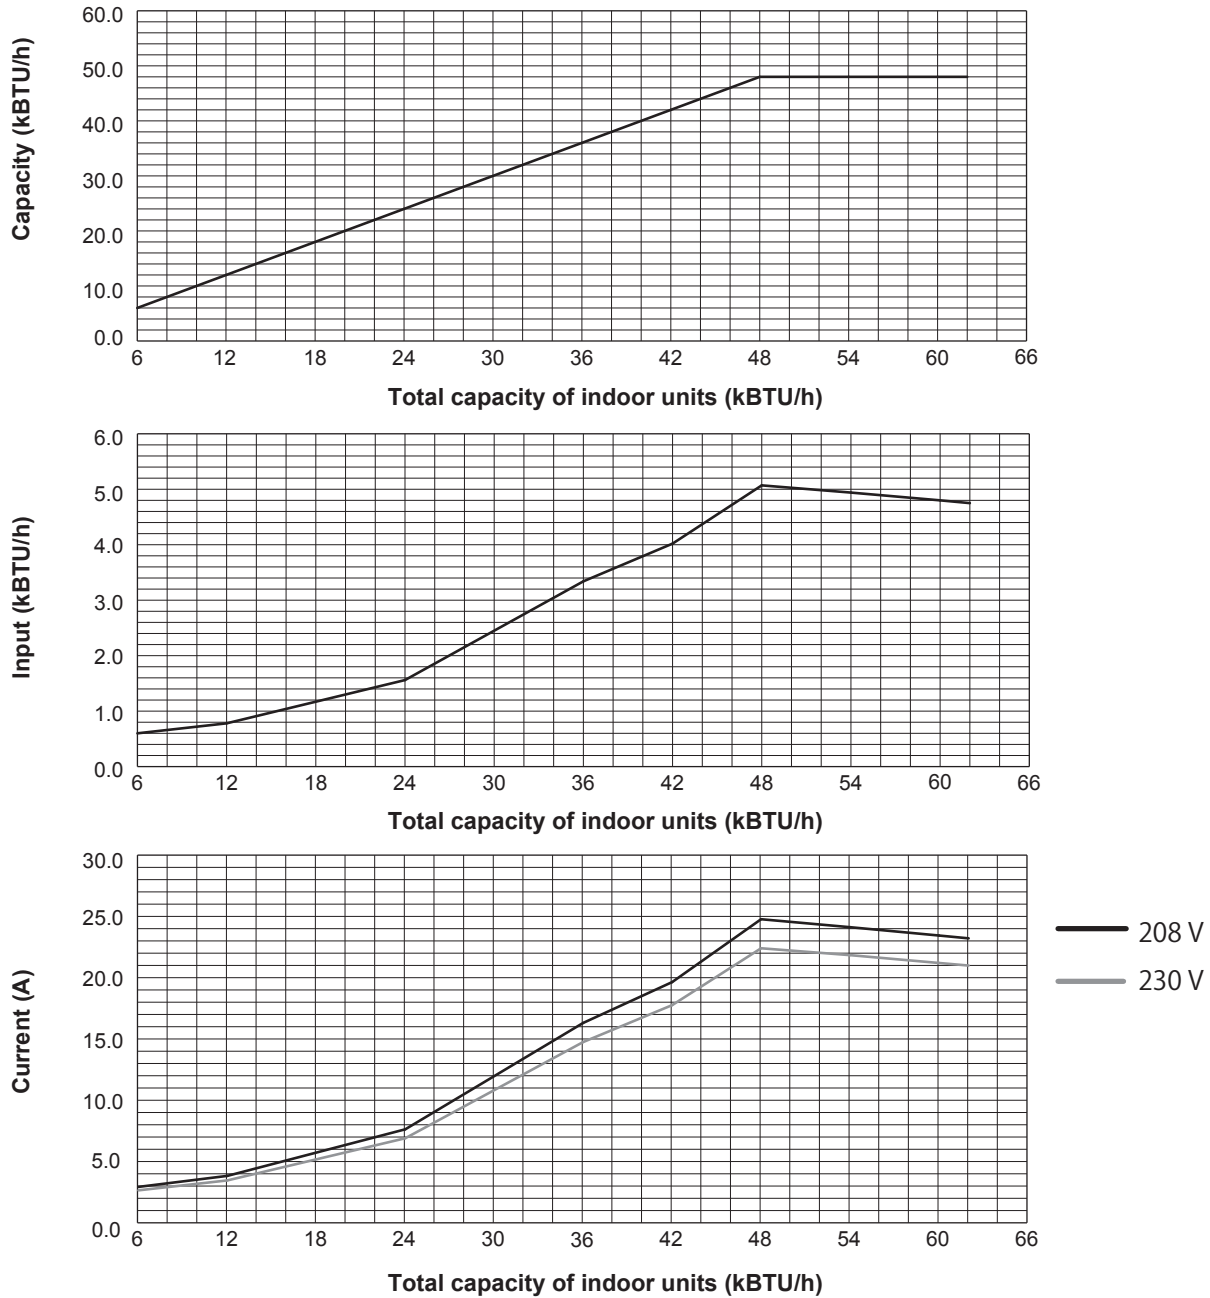 Capacity (kBTU/h)
60.0
50.0
40.0
30.0
20.0
10.0
0.0
6 12 18 24 30 36 42 48 54 60 66
Total capacity of indoor units (kBTU/h)
Input (kBTU/h)
6.0
5.0
4.0
3.0
2.0
1.0
0.0
6 12 18 24 30 36 42 48 54 60 66
Total capacity of indoor units (kBTU/h)
Current (A)
30.0
25.0
20.0
15.0
10.0
5.0
0.0
6 12 18 24 30 36 42 48 54 60 66
Total capacity of indoor units (kBTU/h)
208 V
230 V